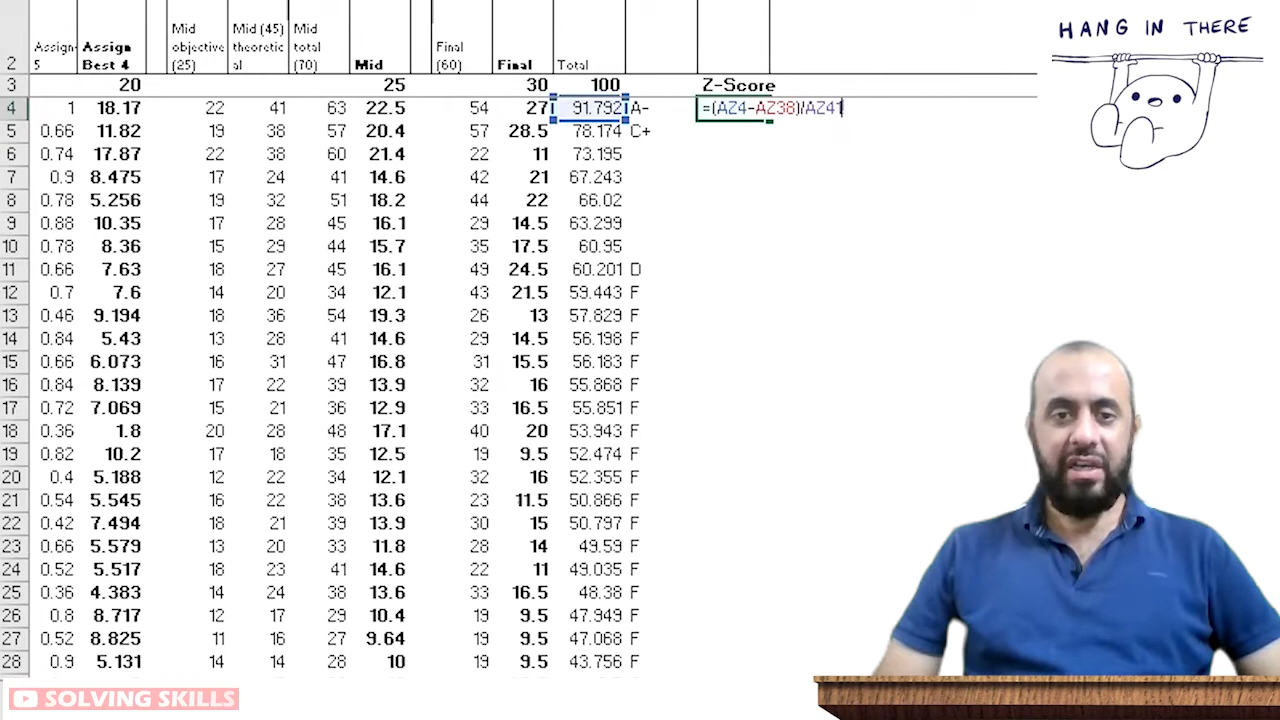 HANG IN THERE
2 Assign 5 Assign Best 4 Mid objective (25) Mid (45) theoretic al Mid total (70) Mid Final (60) Final Total
3 20 25 30 100 Z-Score
4 1 18.17 22 41 63 22.5 54 27 91.792 A- =(AZ4-AZ38)/AZ41
5 0.66 11.82 19 38 57 20.4 57 28.5 78.174 C+
6 0.74 17.87 22 38 60 21.4 22 11 73.195
7 0.9 8.475 17 24 41 14.6 42 21 67.243
8 0.78 5.256 19 32 51 18.2 44 22 66.02
9 0.88 10.35 17 28 45 16.1 29 14.5 63.299
10 0.78 8.36 15 29 44 15.7 35 17.5 60.95
11 0.66 7.63 18 27 45 16.1 49 24.5 60.201 D
12 0.7 7.6 14 20 34 12.1 43 21.5 59.443 F
13 0.46 9.194 18 36 54 19.3 26 13 57.829 F
14 0.84 5.43 13 28 41 14.6 29 14.5 56.198 F
15 0.66 6.073 16 31 47 16.8 31 15.5 56.183 F
16 0.84 8.139 17 22 39 13.9 32 16 55.868 F
17 0.72 7.069 15 21 36 12.9 33 16.5 55.851 F
18 0.36 1.8 20 28 48 17.1 40 20 53.943 F
19 0.82 10.2 17 18 35 12.5 19 9.5 52.474 F
20 0.4 5.188 12 22 34 12.1 32 16 52.355 F
21 0.54 5.545 16 22 38 13.6 23 11.5 50.866 F
22 0.42 7.494 18 21 39 13.9 30 15 50.797 F
23 0.66 5.579 13 20 33 11.8 28 14 49.59 F
24 0.52 5.517 18 23 41 14.6 22 11 49.035 F
25 0.36 4.383 14 24 38 13.6 33 16.5 48.38 F
26 0.8 8.717 12 17 29 10.4 19 9.5 47.949 F
27 0.52 8.825 11 16 27 9.64 19 9.5 47.068 F
28 0.9 5.131 14 14 28 10 19 9.5 43.756 F
SOLVING SKILLS